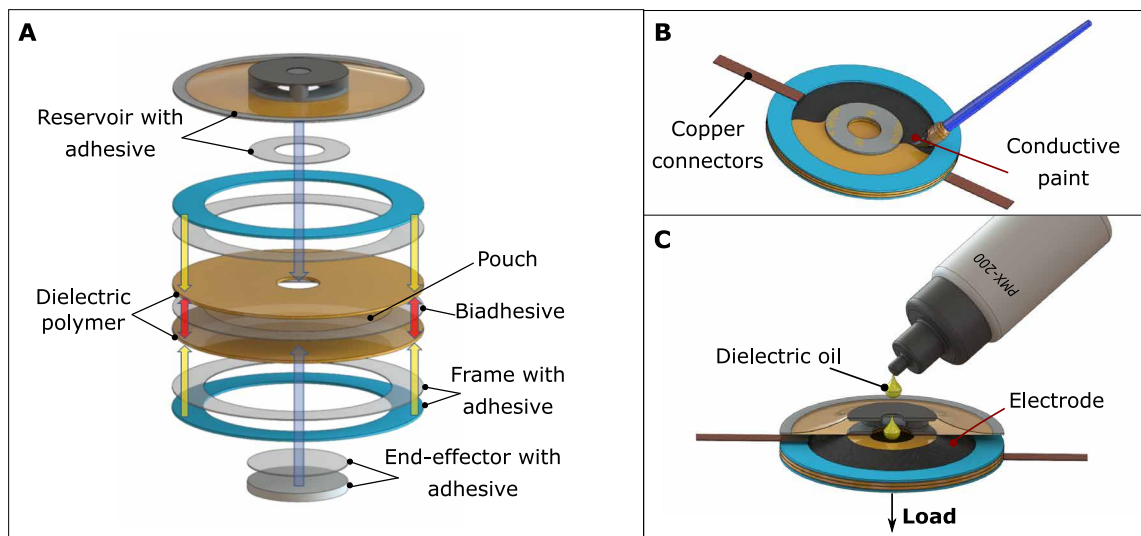 A
Reservoir with
adhesive
Pouch
Dielectric
polymer
Biadhesive
Frame with
adhesive
End-effector with
adhesive
B
Copper
connectors
Conductive
paint
C
PMX-200
Dielectric oil
Electrode
Load